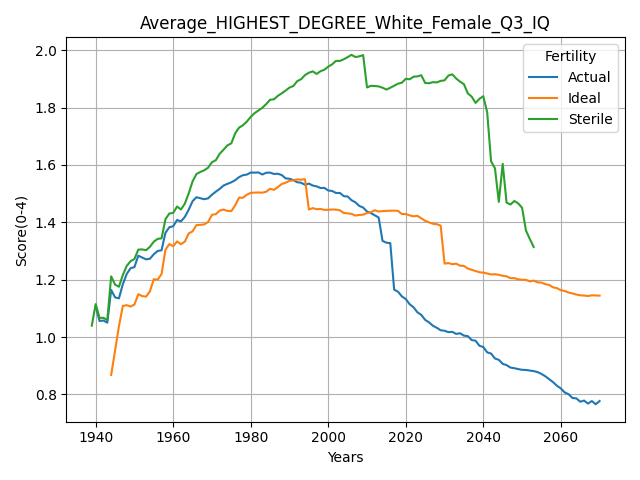 Average_HIGHEST_DEGREE_White_Female_Q3_IQ
Fertility
Actual
Ideal
Sterile
Score(0-4)
2.0
1.8
1.6
1.4
1.2
1.0
0.8
1940 1960 1980 2000 2020 2040 2060
Years